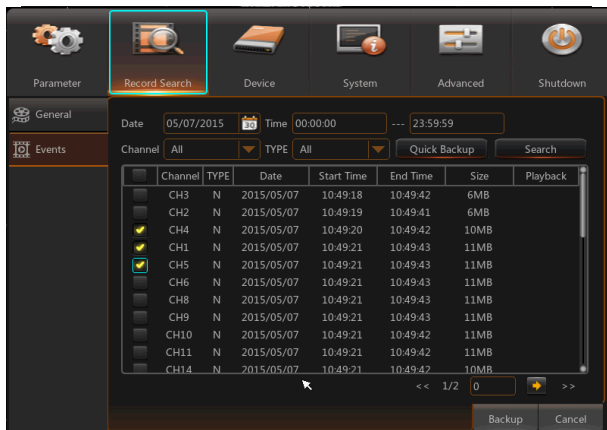 Parameter Record Search Device System Advanced Shutdown
General
Events
Date 05/07/2015 30 Time 00:00:00 --- 23:59:59
Channel All TYPE All Quick Backup Search
Channel TYPE Date Start Time End Time Size Playback
CH3 N 2015/05/07 10:49:18 10:49:42 6MB
CH2 N 2015/05/07 10:49:19 10:49:41 6MB
CH4 N 2015/05/07 10:49:20 10:49:42 10MB
CH1 N 2015/05/07 10:49:21 10:49:43 11MB
CH5 N 2015/05/07 10:49:21 10:49:43 11MB
CH6 N 2015/05/07 10:49:21 10:49:43 11MB
CH8 N 2015/05/07 10:49:21 10:49:43 11MB
CH9 N 2015/05/07 10:49:21 10:49:43 11MB
CH10 N 2015/05/07 10:49:21 10:49:42 11MB
CH11 N 2015/05/07 10:49:21 10:49:42 11MB
CH14 N 2015/05/07 10:49:21 10:49:42 10MB
<< 1/2 0 >>
Backup Cancel